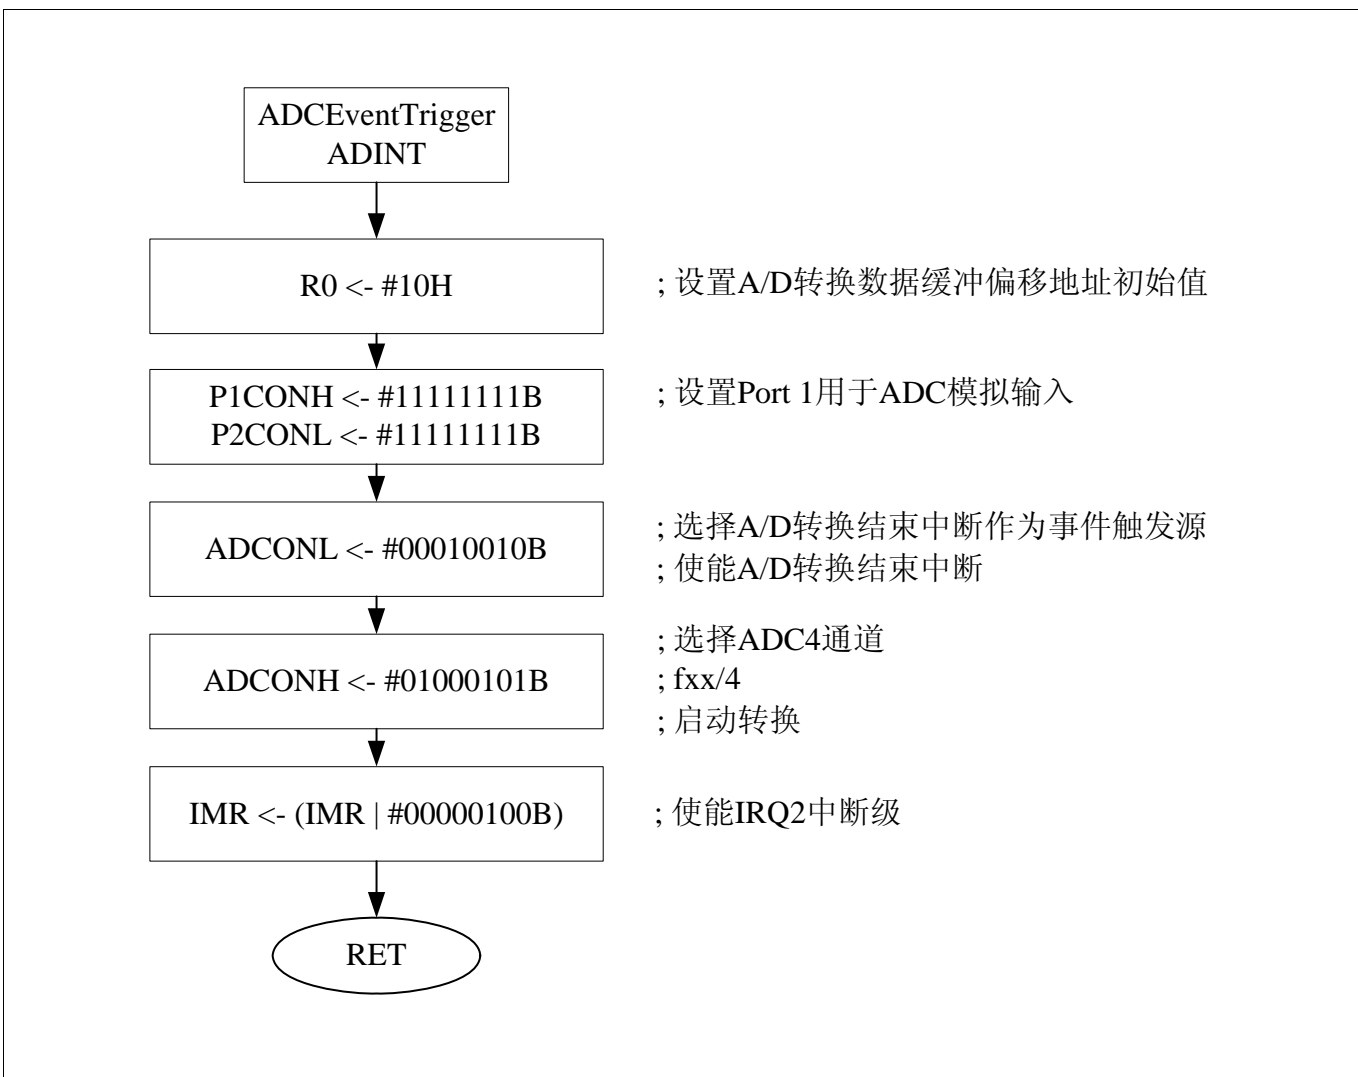 ADCEventTrigger
ADINT
R0 <- #10H
; 设置A/D转换数据缓冲偏移地址初始值
P1CONH <- #11111111B
P2CONL <- #11111111B
; 设置Port 1用于ADC模拟输入
ADCONL <- #00010010B
; 选择A/D转换结束中断作为事件触发源
; 使能A/D转换结束中断
ADCONH <- #01000101B
; 选择ADC4通道
; fxx/4
; 启动转换
IMR <- (IMR | #00000100B)
; 使能IRQ2中断级
RET